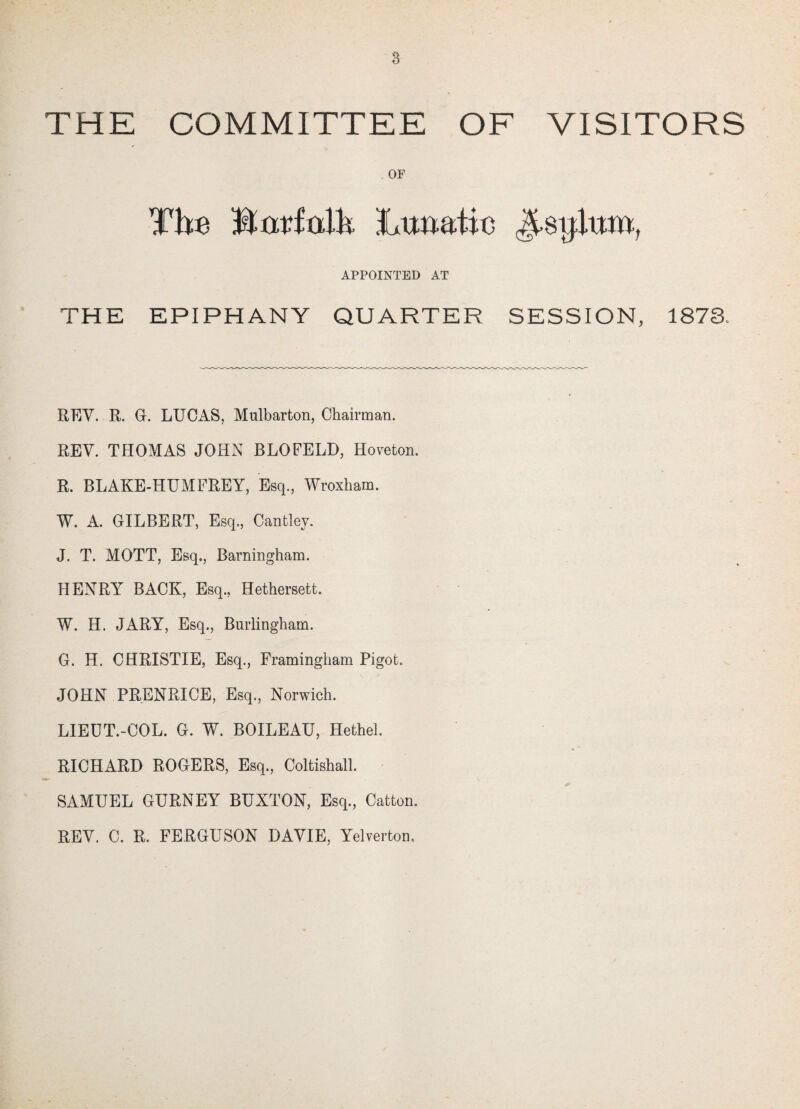 3
THE COMMITTEE OF VISITORS
OF
The Norfolk Lunatic Asylum,
APPOINTED AT
THE EPIPHANY QUARTER SESSION, 1873.
REV. R. G. LUCAS, Mulbarton, Chairman.
REV. THOMAS JOHN BLOFELD, Hoveton.
R. BLAKE-HUMFREY, Esq., Wroxham.
W. A. GILBERT, Esq., Cantley.
J. T. MOTT, Esq., Barningham.
HENRY BACK, Esq., Hethersett.
W. H. JARY, Esq., Burlingham.
G. H. CHRISTIE, Esq., Framingham Pigot.
JOHN PRENRICE, Esq., Norwich.
LIEUT.-COL. G. W. BOILEAU, Hethel.
RICHARD ROGERS, Esq., Coltishall.
SAMUEL GURNEY BUXTON, Esq., Catton.
REV. C. R. FERGUSON DAVIE, Yelverton.